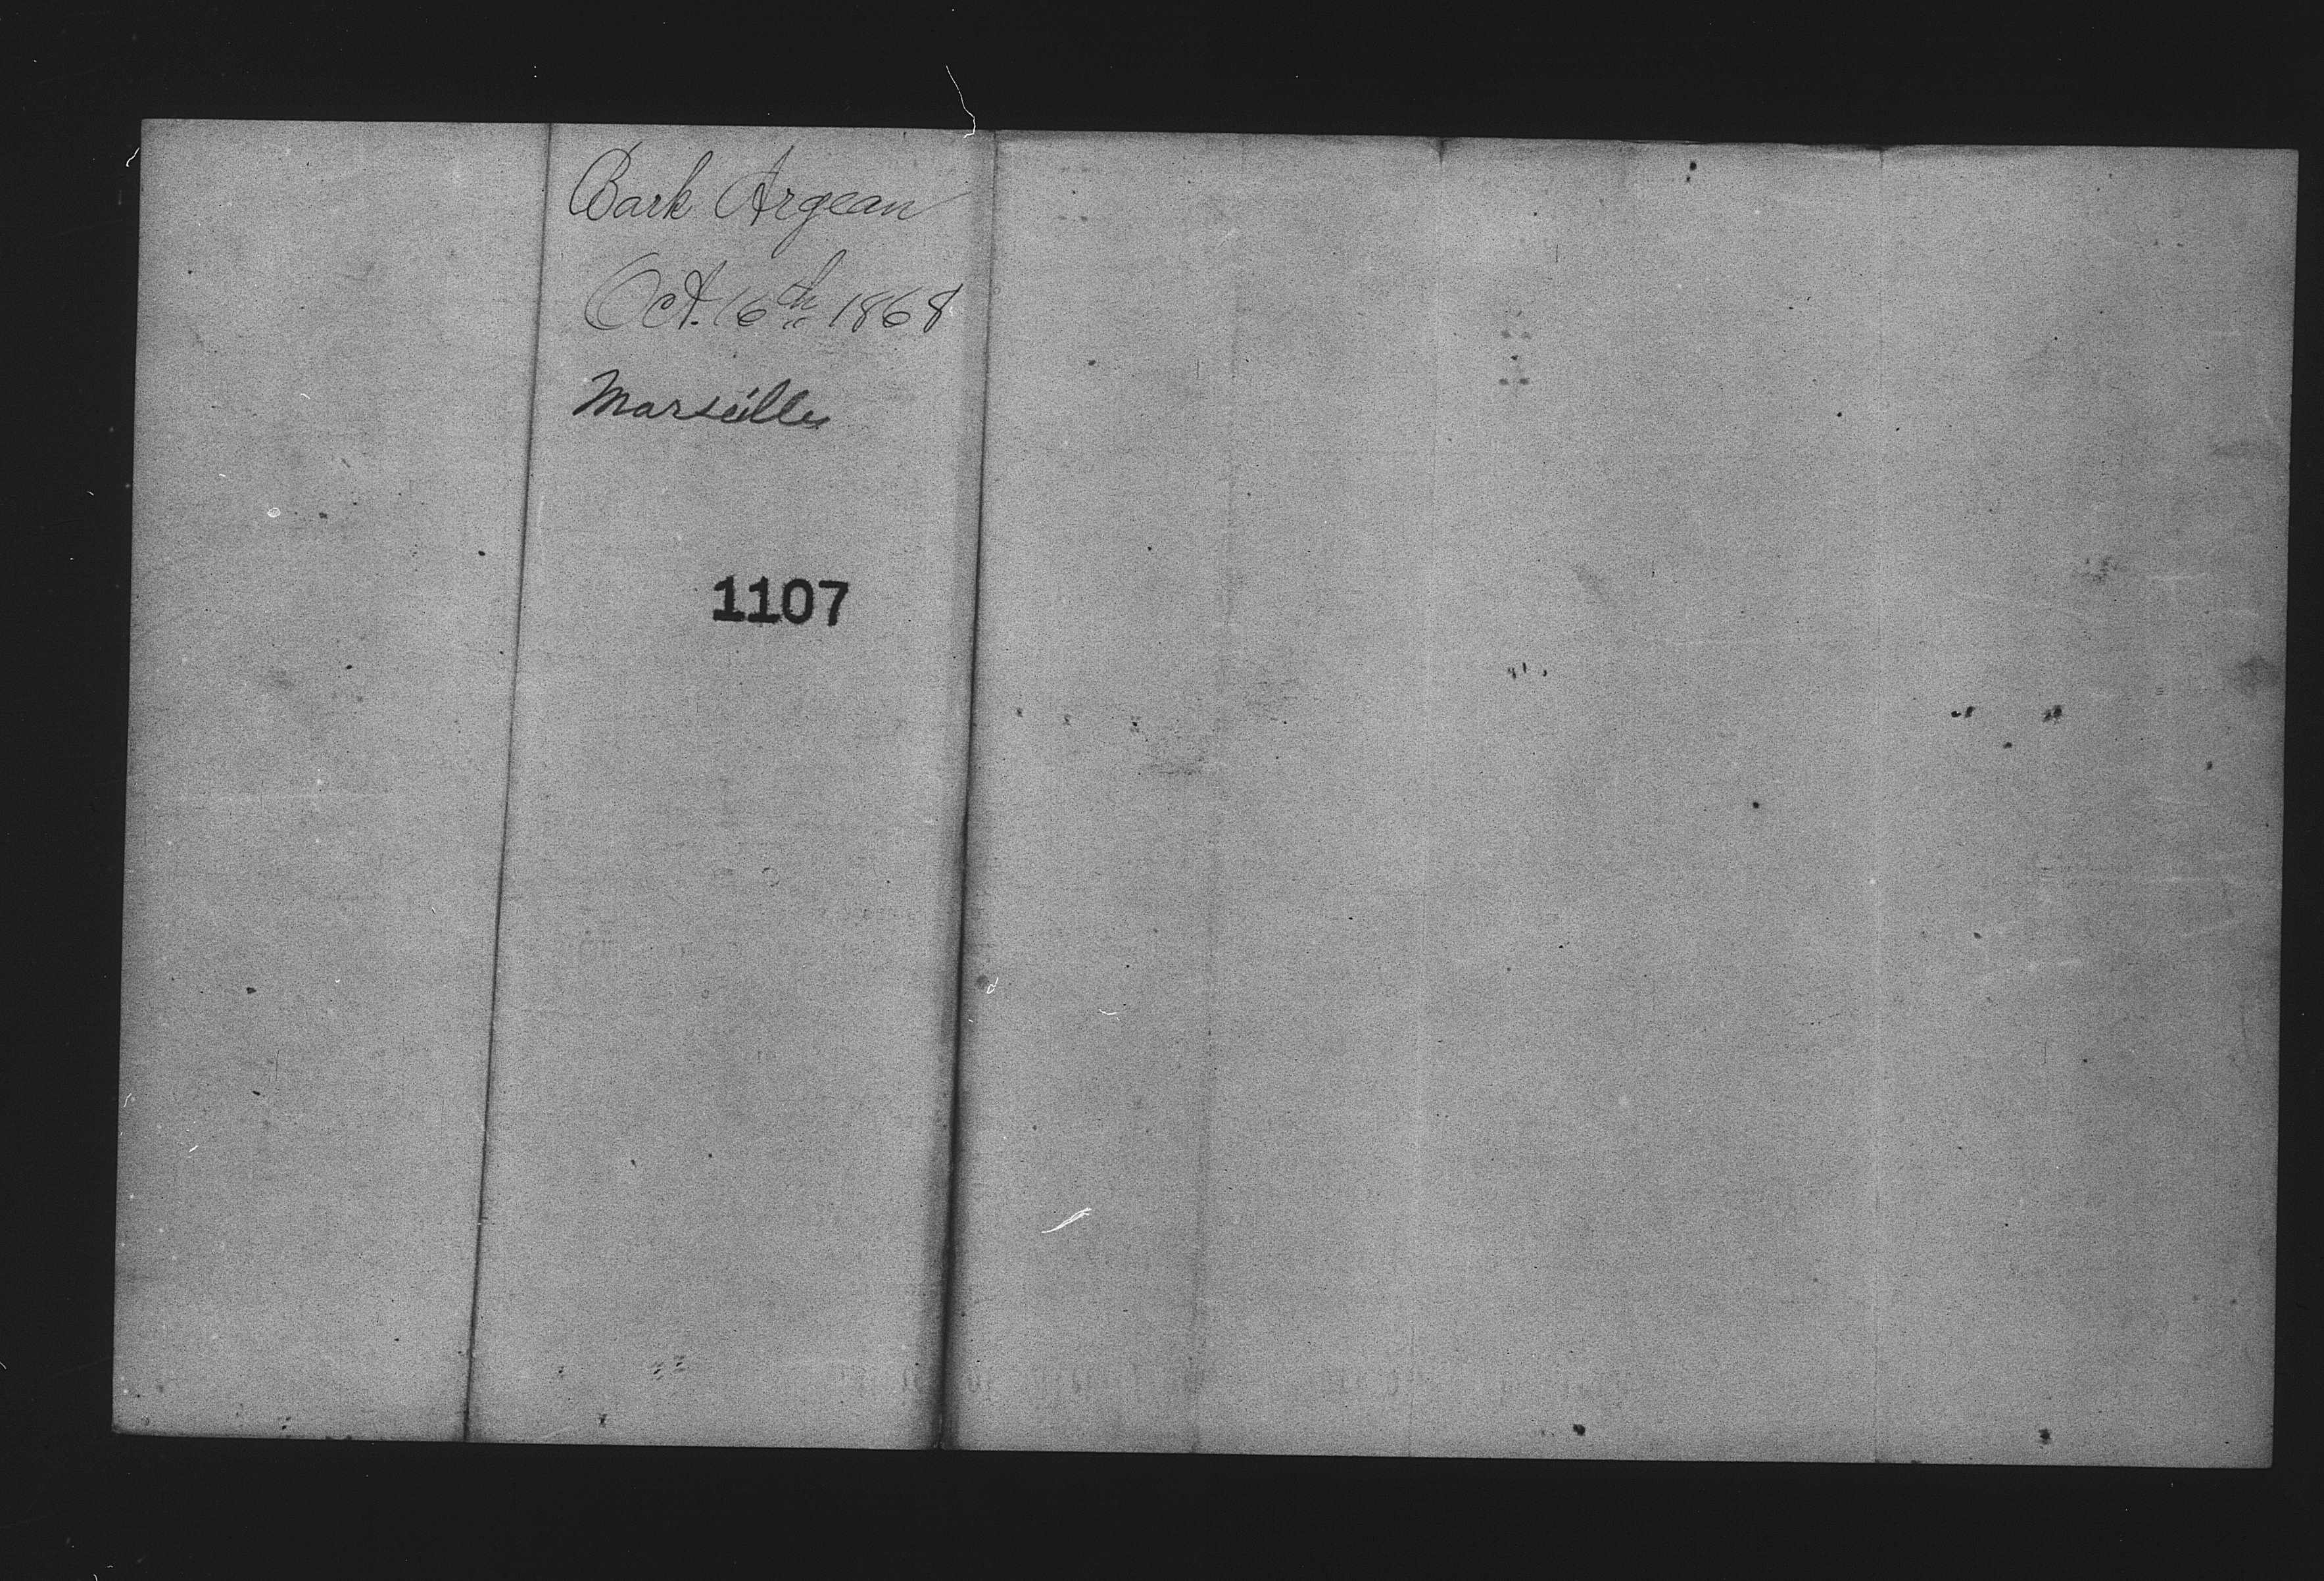 Bark Argean
Oct. 16th 1868
Marseilles
1107